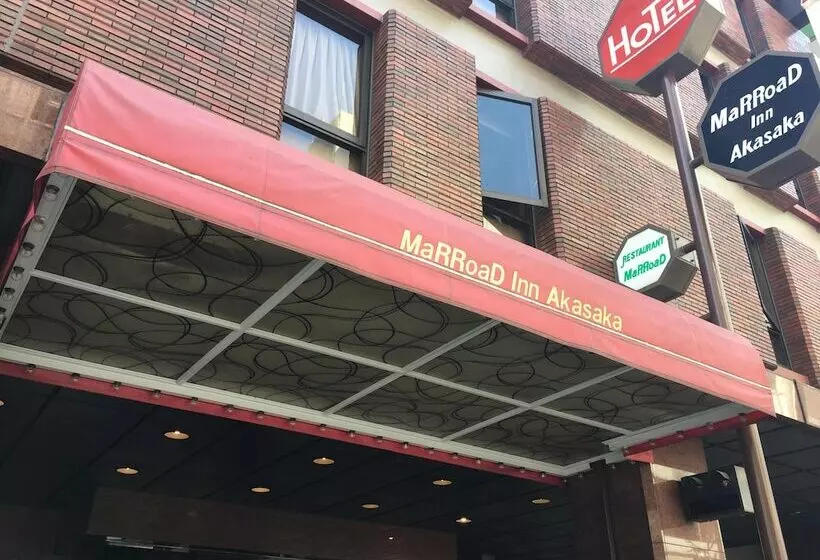 HoTEL
MaRRoaD
Inn
Akasaka
RESTAURANT
MaRRoaD
MaRRoaD Inn Akasaka